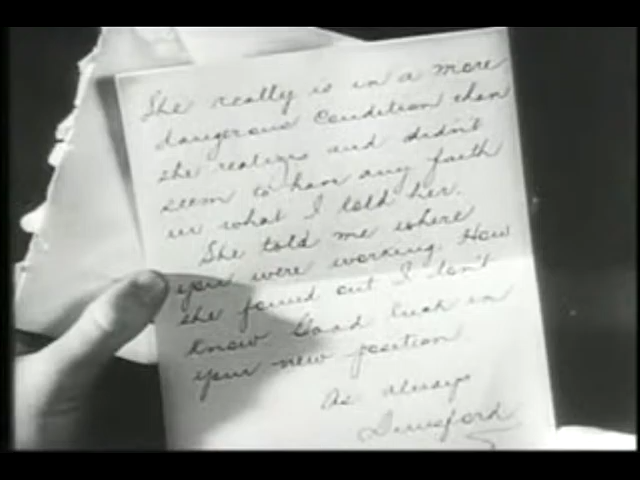 She really is in a more
dangerous condition than
she realizes and didn't
seem to have any faith
in what I told her.
She told me where
you were working. How
she found out I don't
know Good luck in
your new position
As always